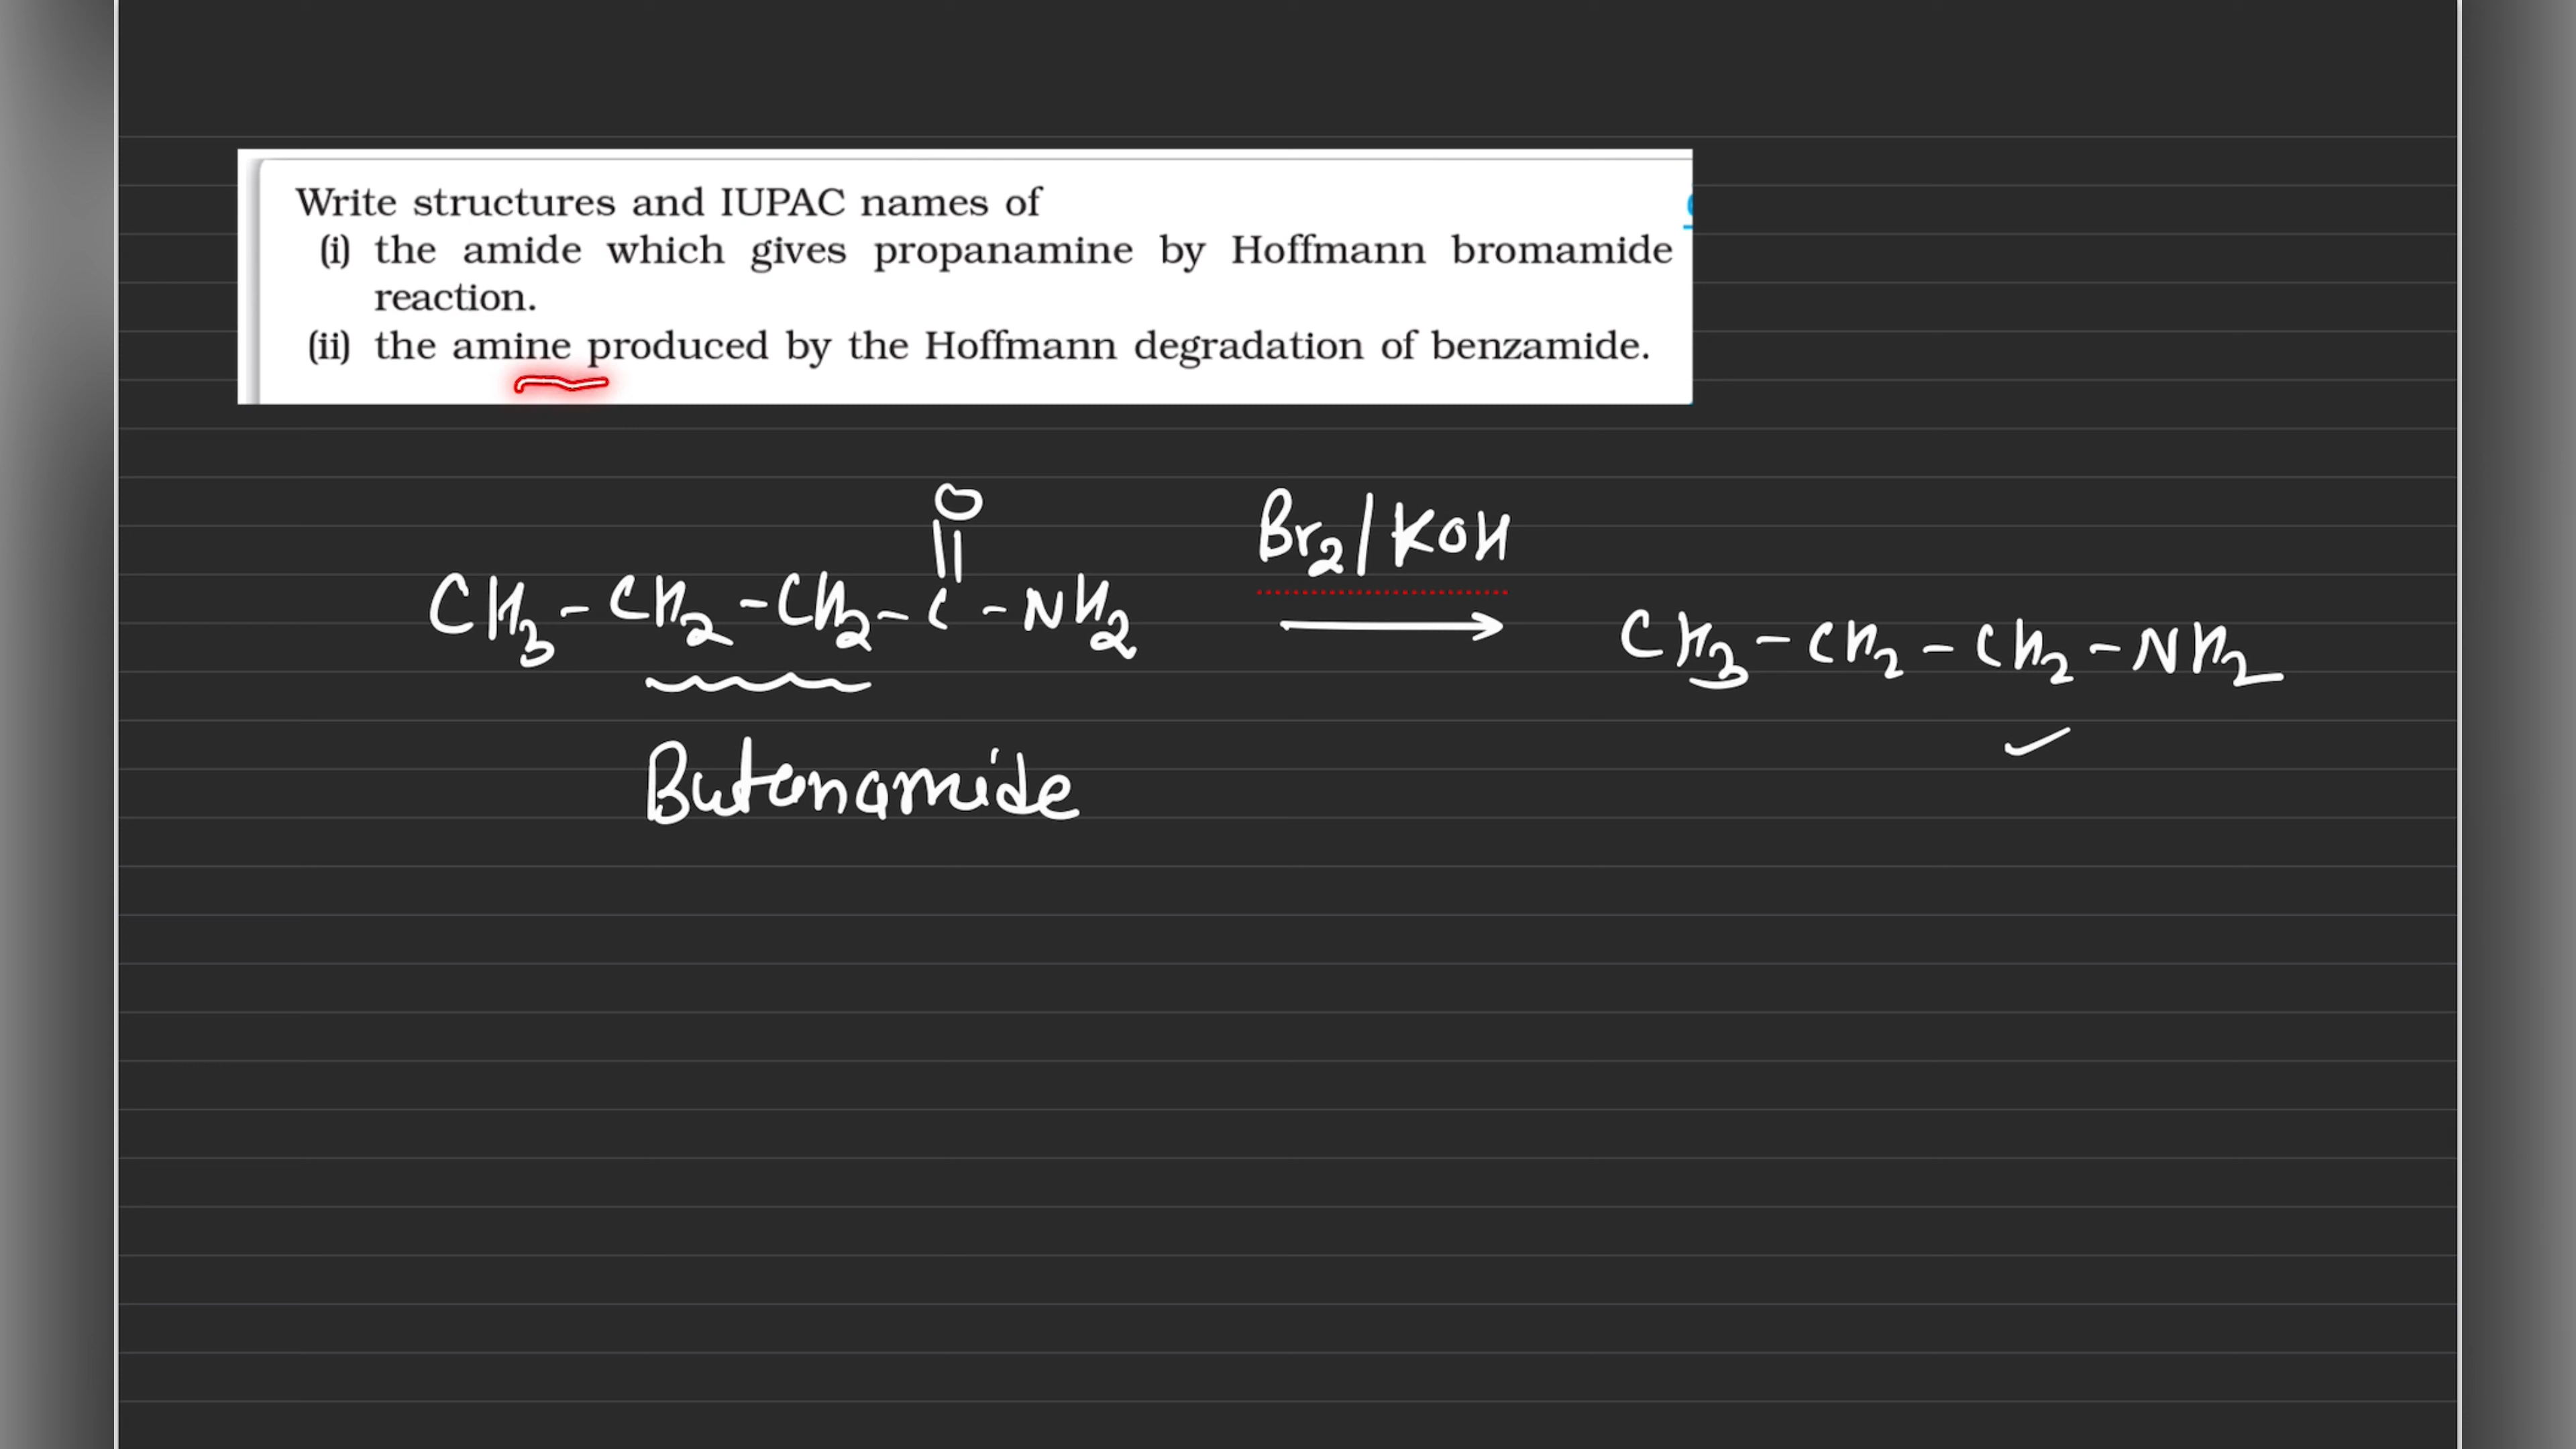 Write structures and IUPAC names of
(i) the amide which gives propanamine by Hoffmann bromamide
reaction.
(ii) the amine produced by the Hoffmann degradation of benzamide.
O
||
CH₃-CH₂-CH₂-C-NH₂
Br₂/KOH
CH₃-CH₂-CH₂-NH₂
Butanamide